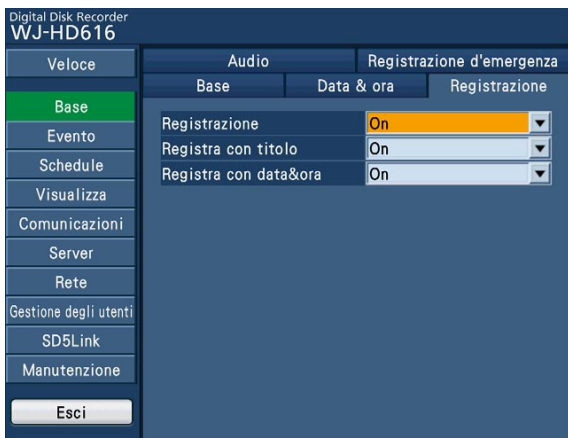 Digital Disk Recorder
WJ-HD616
Veloce
Base
Evento
Schedule
Visualizza
Comunicazioni
Server
Rete
Gestione degli utenti
SD5Link
Manutenzione
Esci
Audio
Registrazione d'emergenza
Base
Data & ora
Registrazione
Registrazione On
Registra con titolo On
Registra con data&ora On